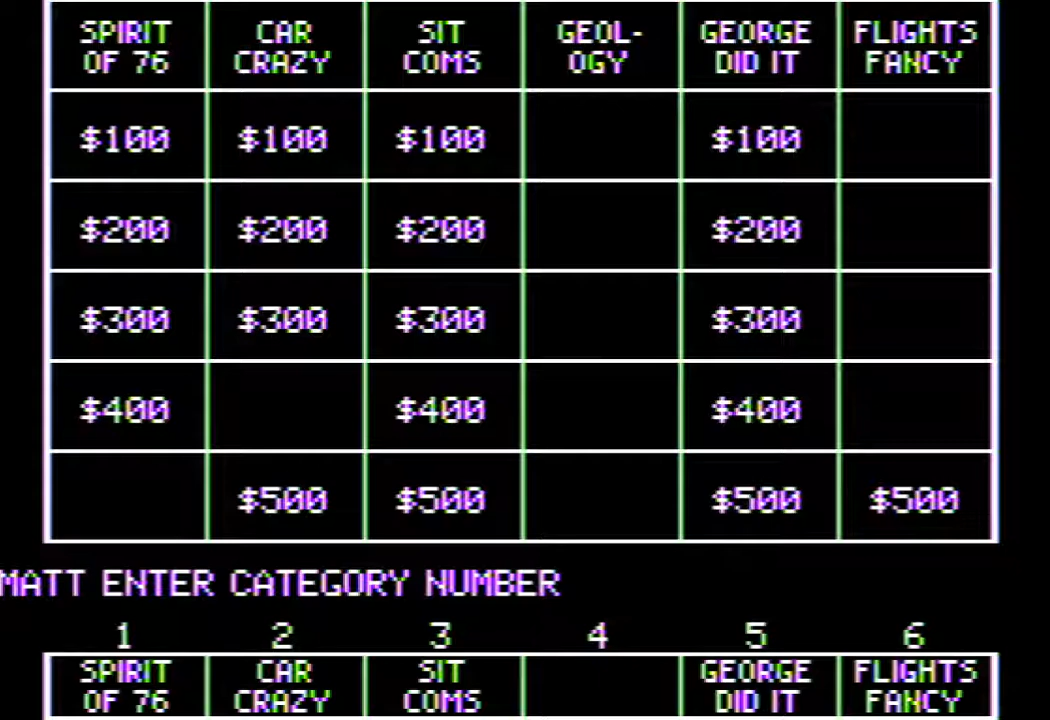 SPIRIT OF 76 CAR CRAZY SIT COMS GEOL-OGY GEORGE DID IT FLIGHTS FANCY
$100 $100 $100 $100
$200 $200 $200 $200
$300 $300 $300 $300
$400 $400 $400
$500 $500 $500 $500
MATT ENTER CATEGORY NUMBER
1 2 3 4 5 6
SPIRIT OF 76 CAR CRAZY SIT COMS GEORGE DID IT FLIGHTS FANCY